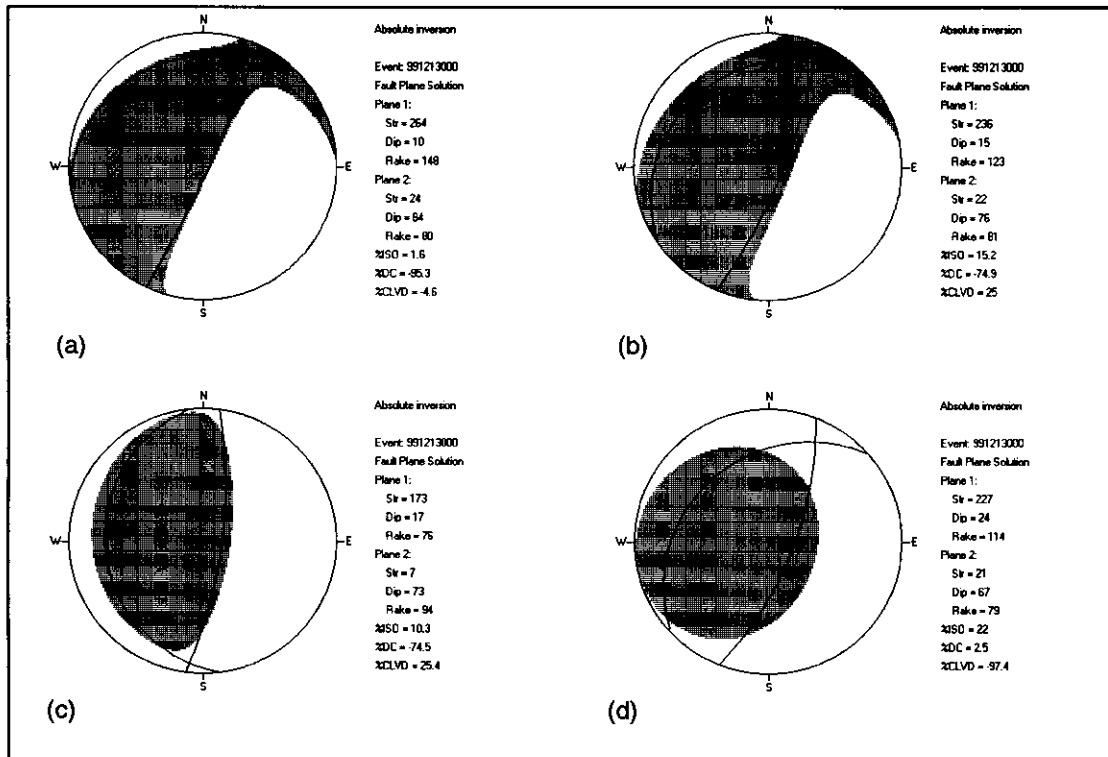 N
W
E
S
Absolute inversion
Event: 991213000
Fault Plane Solution
Plane 1:
Str = 264
Dip = 10
Rake = 148
Plane 2:
Str = 24
Dip = 84
Rake = 80
%ISO = 1.6
%DC = -95.3
%CLVD = -4.6
(a)
N
W
E
S
Absolute inversion
Event: 991213000
Fault Plane Solution
Plane 1:
Str = 236
Dip = 15
Rake = 123
Plane 2:
Str = 22
Dip = 76
Rake = 81
%ISO = 15.2
%DC = -74.9
%CLVD = 25
(b)
N
W
E
S
Absolute inversion
Event: 991213000
Fault Plane Solution
Plane 1:
Str = 173
Dip = 17
Rake = 76
Plane 2:
Str = 7
Dip = 73
Rake = 94
%ISO = 10.3
%DC = -74.5
%CLVD = 25.4
(c)
N
W
E
S
Absolute inversion
Event: 991213000
Fault Plane Solution
Plane 1:
Str = 227
Dip = 24
Rake = 114
Plane 2:
Str = 21
Dip = 67
Rake = 79
%ISO = 22
%DC = 2.5
%CLVD = -97.4
(d)